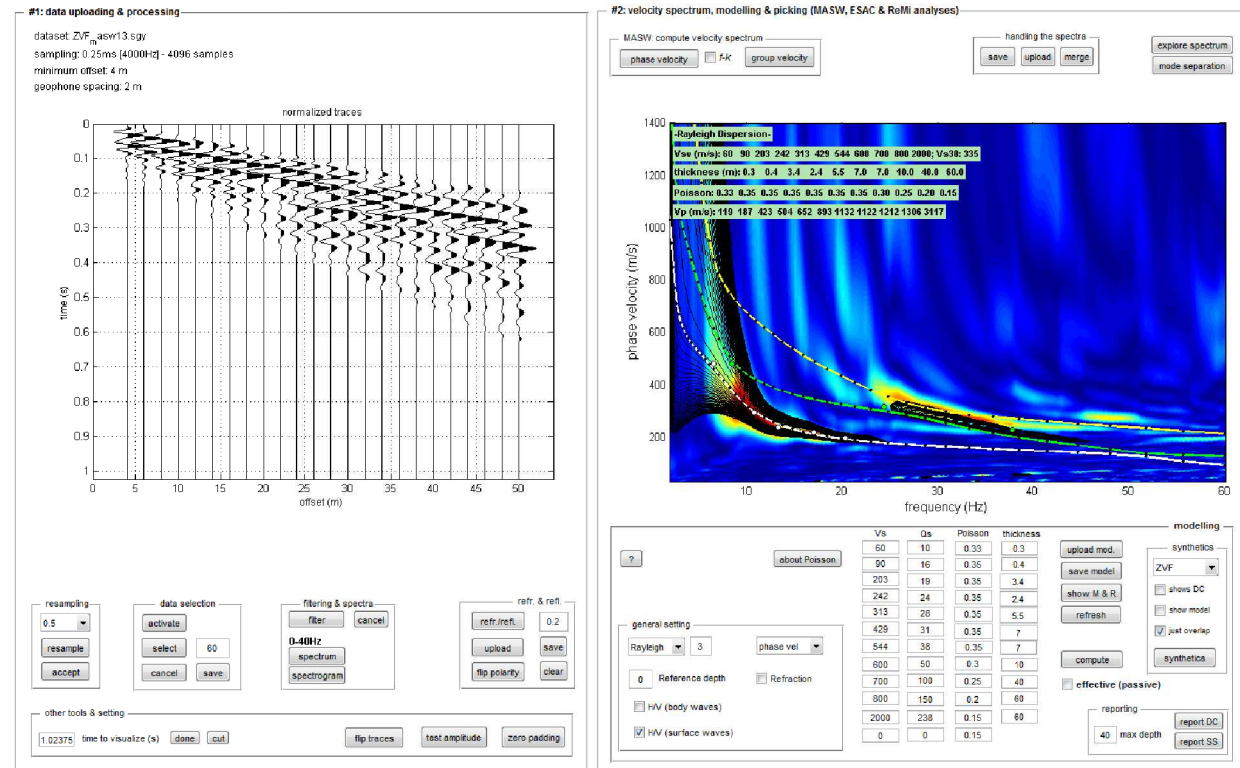 #1: data uploading & processing
dataset: ZVF_masw13.sgy
sampling: 0.25ms [4000Hz] - 4096 samples
minimum offset: 4 m
geophone spacing: 2 m
normalized traces
0
0.1
0.2
0.3
0.4
0.5
0.6
0.7
0.8
0.9
1
time (s)
0 5 10 15 20 25 30 35 40 45 50
offset (m)
resampling
0.5
resample
accept
data selection
activate
select 60
cancel save
filtering & spectra
filter cancel
0-40Hz
spectrum
spectrogram
refr. & refl.
refr./refl. 0.2
upload save
flip polarity clear
other tools & setting
1.02375 time to visualize (s) done cut flip traces test amplitude zero padding
#2: velocity spectrum, modelling & picking (MASW, ESAC & ReMi analyses)
MASW: compute velocity spectrum
phase velocity f-k group velocity
handling the spectra
save upload merge
explore spectrum
mode separation
-Rayleigh Dispersion-
Vsv (m/s): 60 90 203 242 313 429 544 600 700 800 2000; Vs30: 335
thickness (m): 0.3 0.4 3.4 2.4 5.5 7.0 7.0 10.0 40.0 60.0
Poisson: 0.33 0.35 0.35 0.35 0.35 0.35 0.35 0.30 0.25 0.20 0.15
Vp (m/s): 119 187 423 504 652 893 1132 1122 1212 1306 3117
1400
1200
1000
800
600
400
200
phase velocity (m/s)
10 20 30 40 50 60
frequency (Hz)
modelling
? about Poisson
Vs Qs Poisson thickness
60 10 0.33 0.3
90 16 0.35 0.4
203 19 0.35 3.4
242 24 0.35 2.4
313 28 0.35 5.5
429 31 0.35 7
544 38 0.35 7
600 50 0.3 10
700 100 0.25 40
800 150 0.2 60
2000 238 0.15 60
0 0 0.15
general setting
Rayleigh 3 phase vel
0 Reference depth Refraction
H/V (body waves)
H/V (surface waves)
upload mod.
save model
show M & R
refresh
compute
effective (passive)
synthetics
ZVF
shows DC
show model
just overlap
synthetics
reporting
40 max depth
report DC
report SS